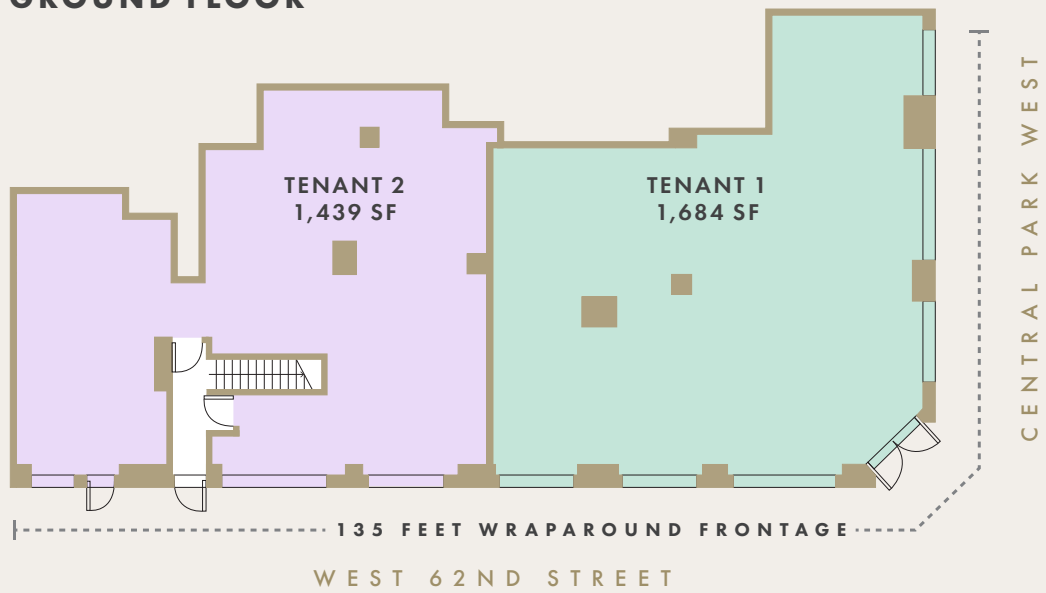 GROUND FLOOR
TENANT 2
1,439 SF
TENANT 1
1,684 SF
CENTRAL PARK WEST
135 FEET WRAPAROUND FRONTAGE
WEST 62ND STREET